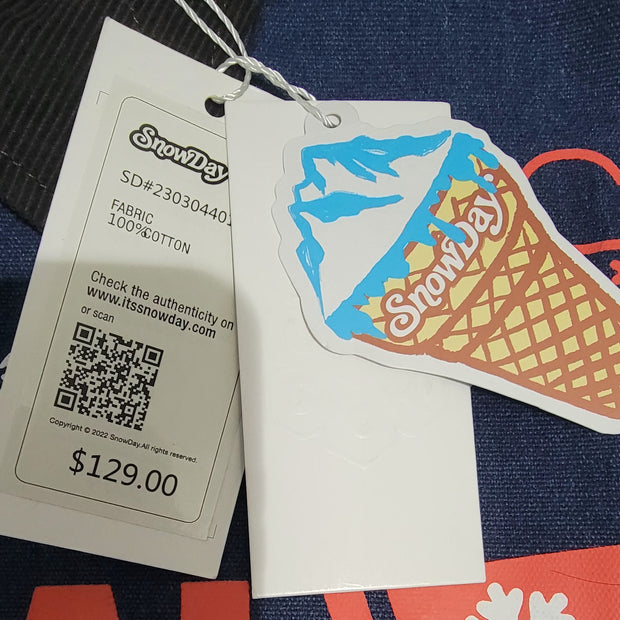 SnowDay
SD#230304401
FABRIC
100%COTTON
Check the authenticity on
www.itssnowday.com
or scan
Copyright © 2022 SnowDay.All rights reserved.
$129.00
SnowDay